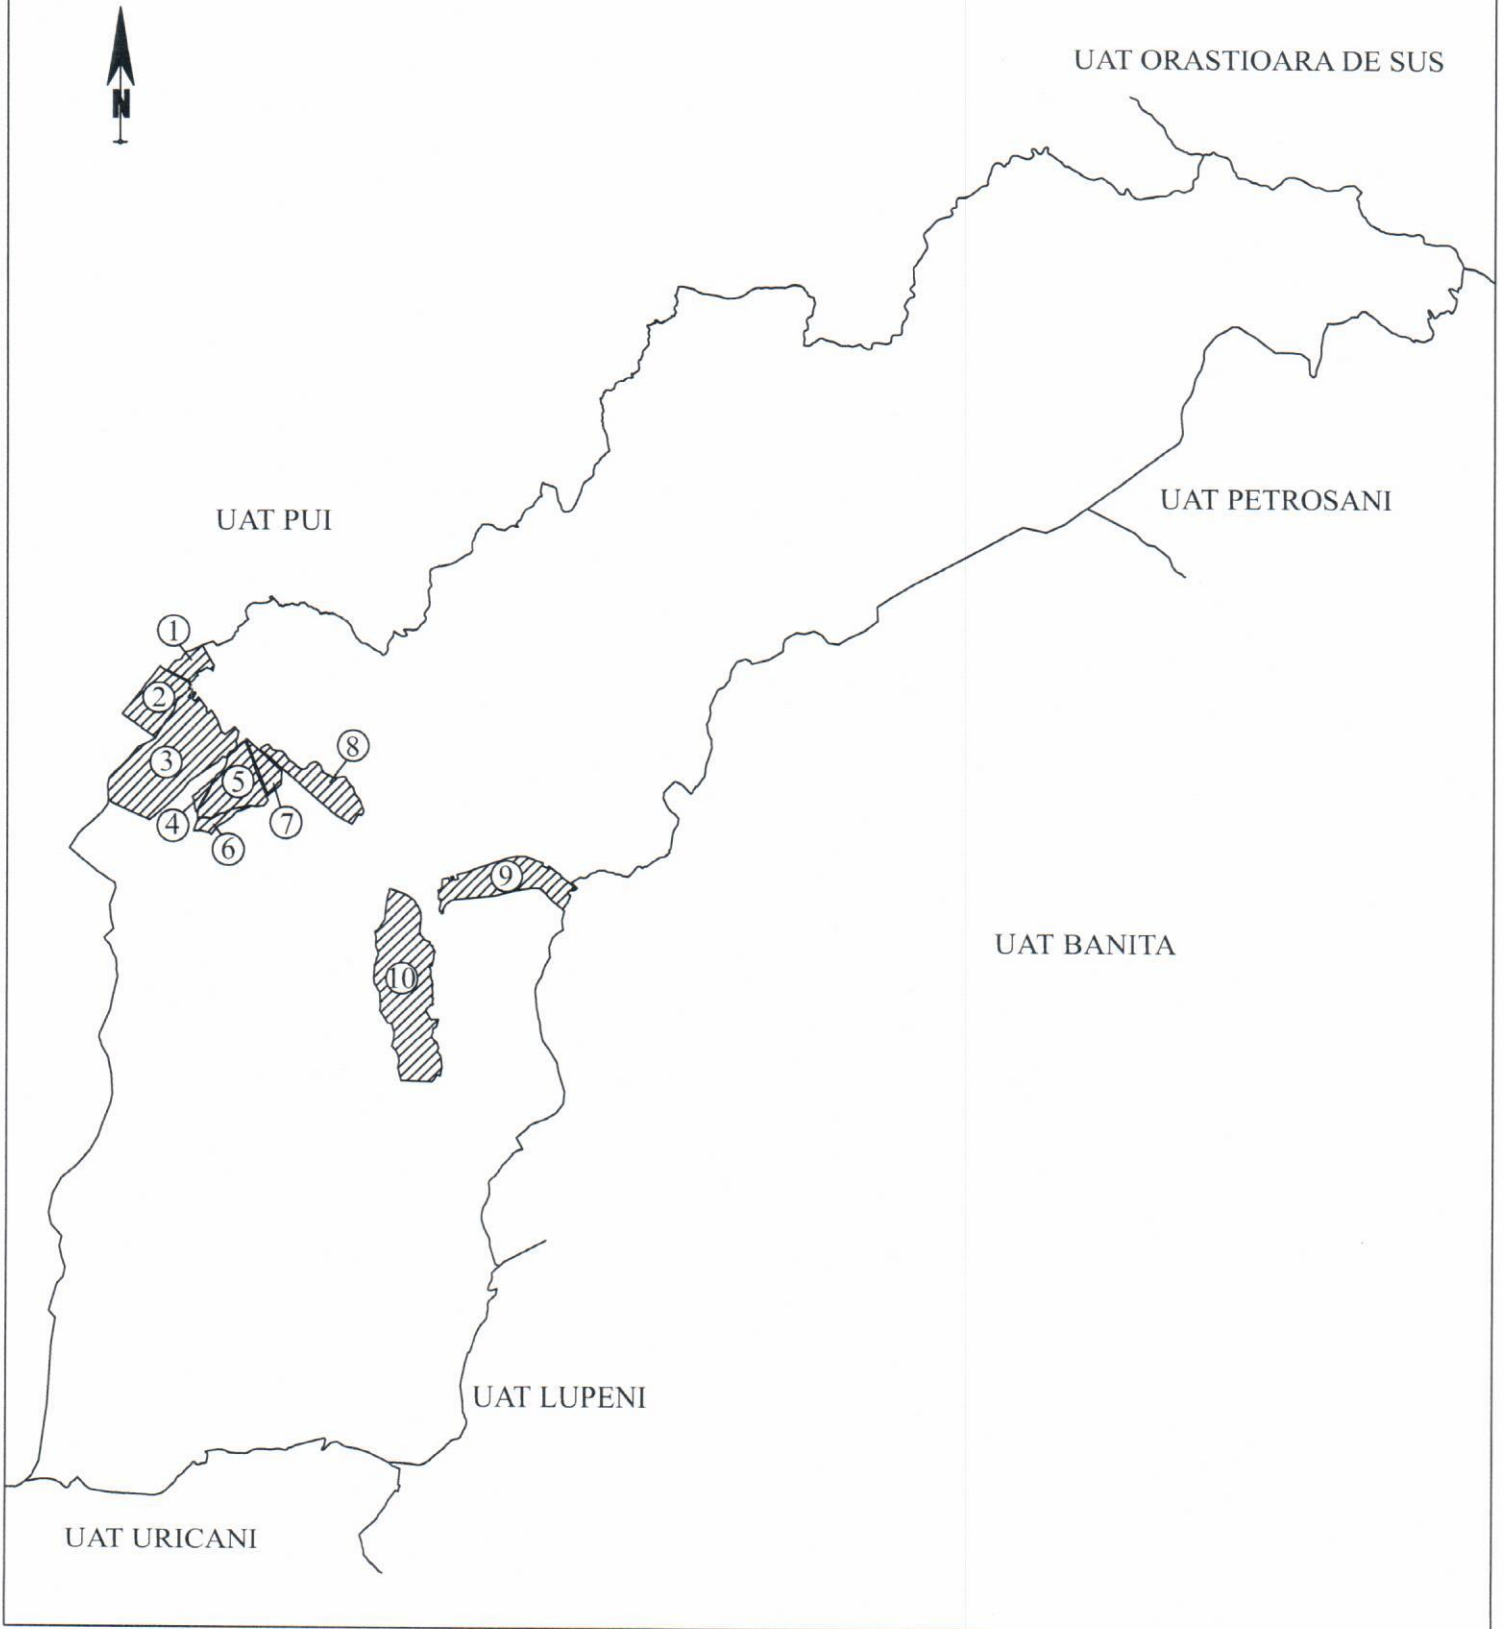 N
UAT ORASTIOARA DE SUS
UAT PUI
UAT PETROSANI
1
2
3
4
5
6
7
8
9
10
UAT BANITA
UAT LUPENI
UAT URICANI